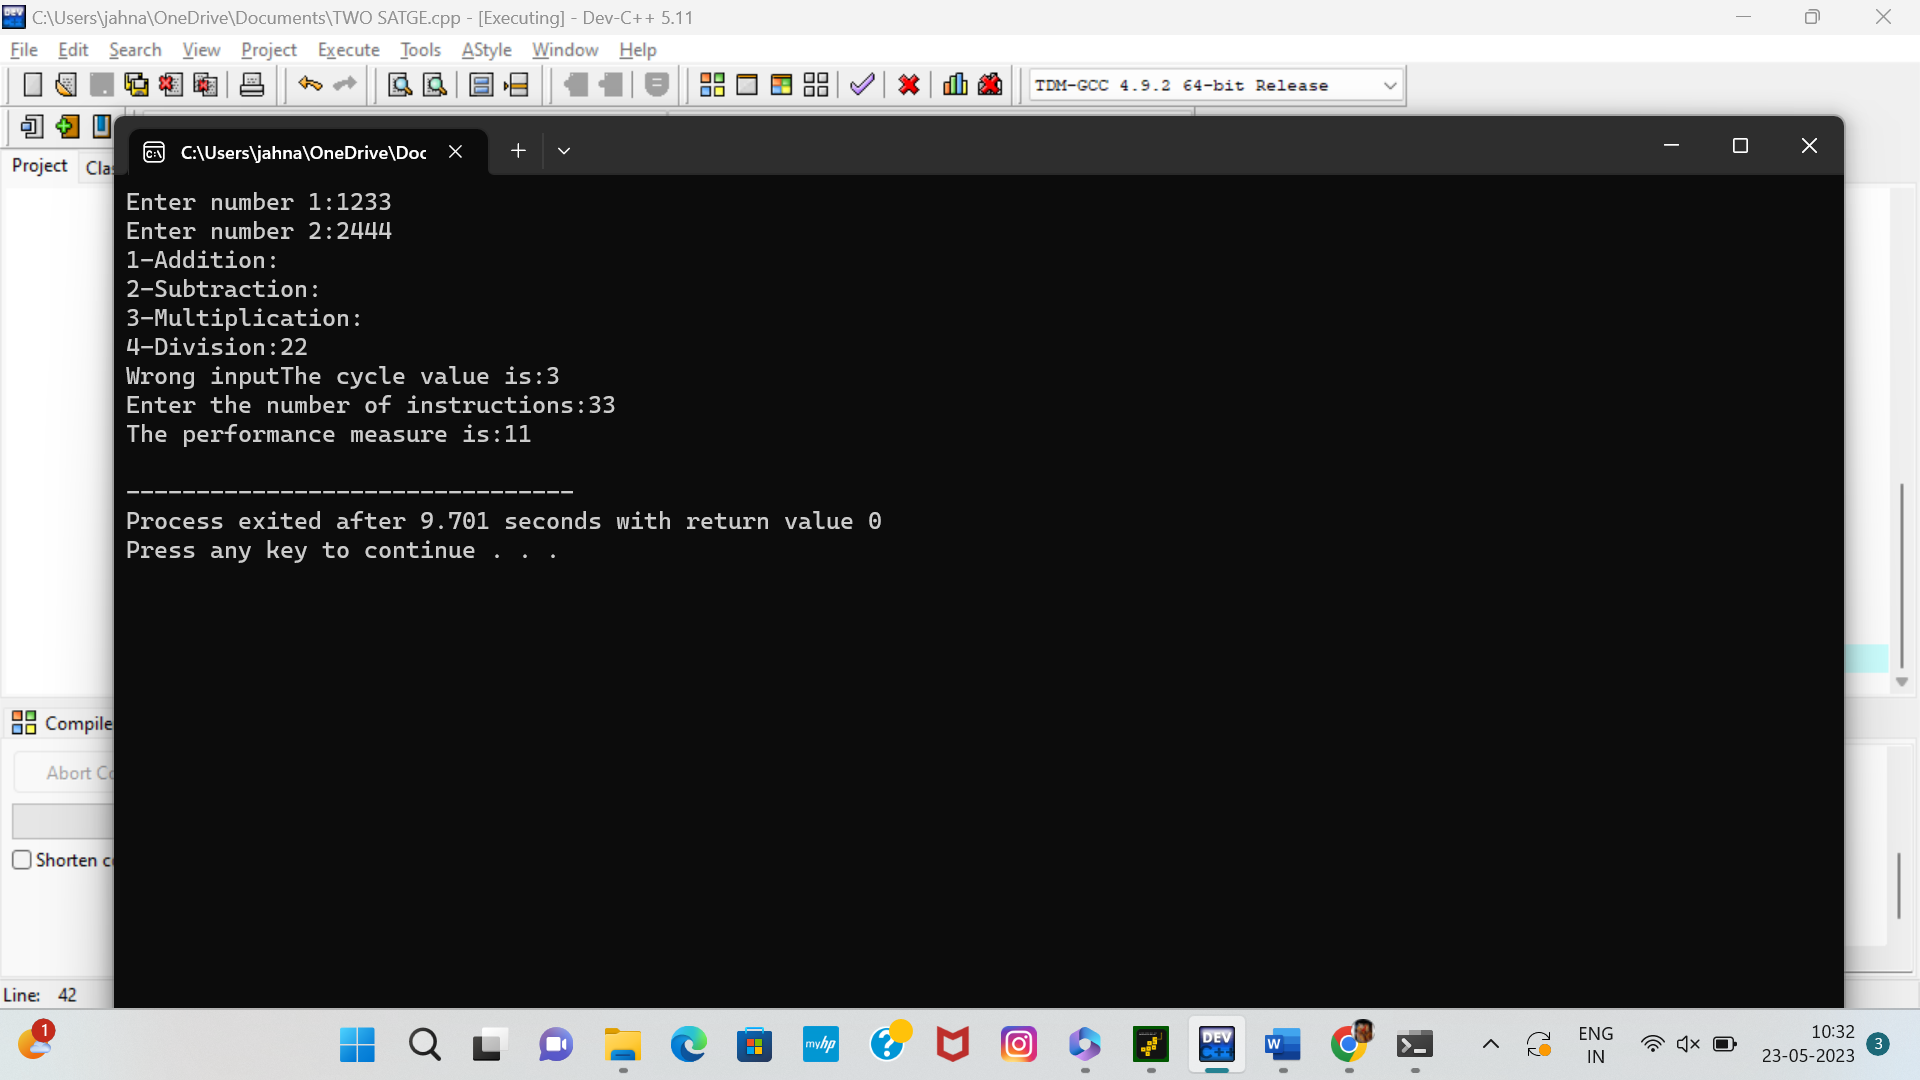 C:\Users\jahna\OneDrive\Documents\TWO SATGE.cpp - [Executing] - Dev-C++ 5.11
File Edit Search View Project Execute Tools AStyle Window Help
TDM-GCC 4.9.2 64-bit Release
C:\Users\jahna\OneDrive\Doc
Project
Enter number 1:1233
Enter number 2:2444
1-Addition:
2-Subtraction:
3-Multiplication:
4-Division:22
Wrong inputThe cycle value is:3
Enter the number of instructions:33
The performance measure is:11
--------------------------------
Process exited after 9.701 seconds with return value 0
Press any key to continue . . .
Compile
Abort
Shorten
Line: 42
1
myhp
DEV C++
W
ENG
IN
10:32
23-05-2023
3